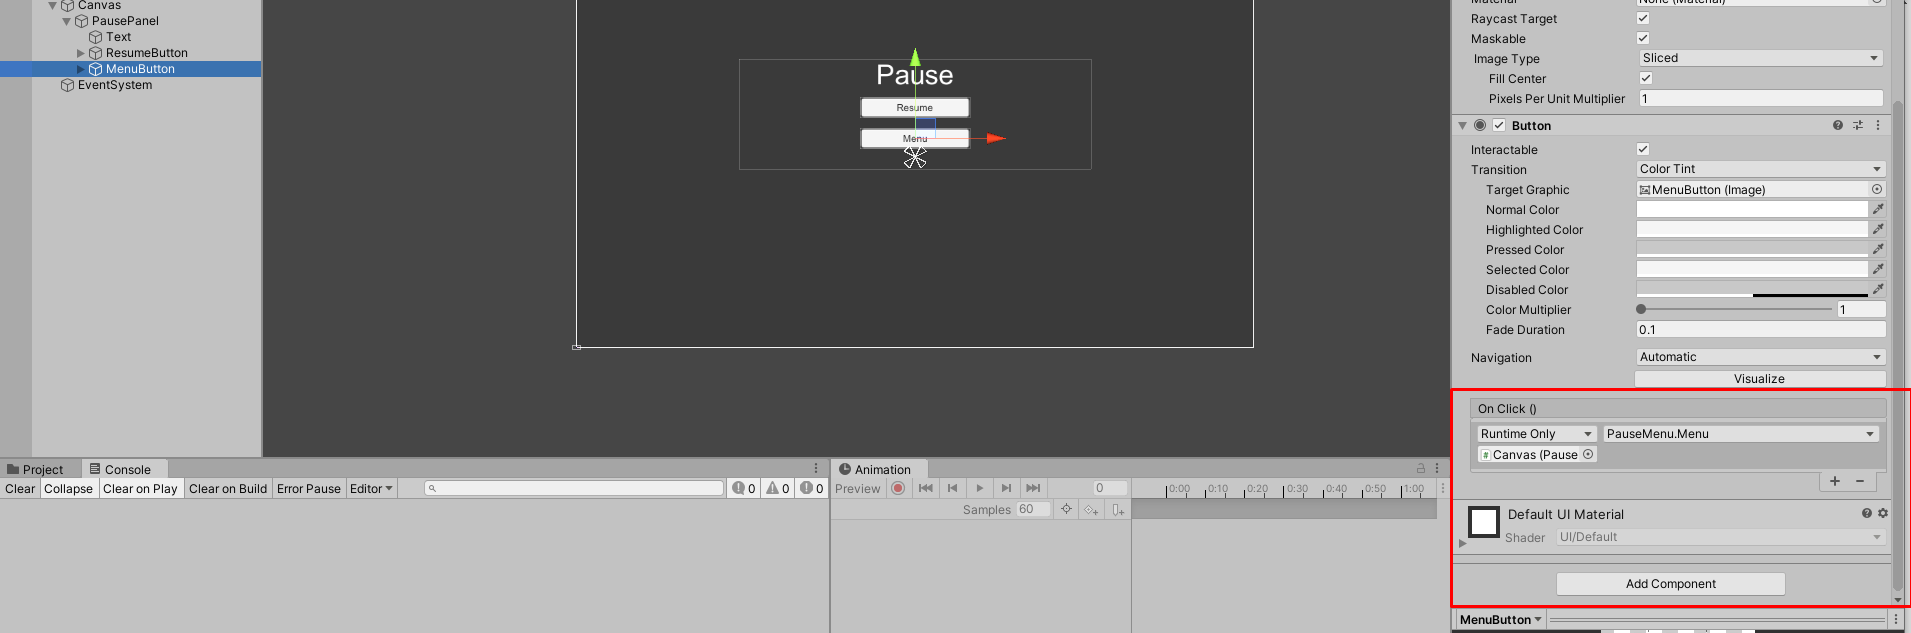 Canvas
PausePanel
Text
ResumeButton
MenuButton
EventSystem
Pause
Resume
Menu
Material
None (Material)
Raycast Target
Maskable
Image Type
Sliced
Fill Center
Pixels Per Unit Multiplier
1
Button
Interactable
Transition
Color Tint
Target Graphic
MenuButton (Image)
Normal Color
Highlighted Color
Pressed Color
Selected Color
Disabled Color
Color Multiplier
1
Fade Duration
0.1
Navigation
Automatic
Visualize
On Click ()
Runtime Only
PauseMenu.Menu
Canvas (Pause
Default UI Material
Shader
UI/Default
Add Component
MenuButton
Project
Console
Clear
Collapse
Clear on Play
Clear on Build
Error Pause
Editor
0
0
0
Animation
Preview
0
0:00
0:10
0:20
0:30
0:40
0:50
1:00
Samples
60